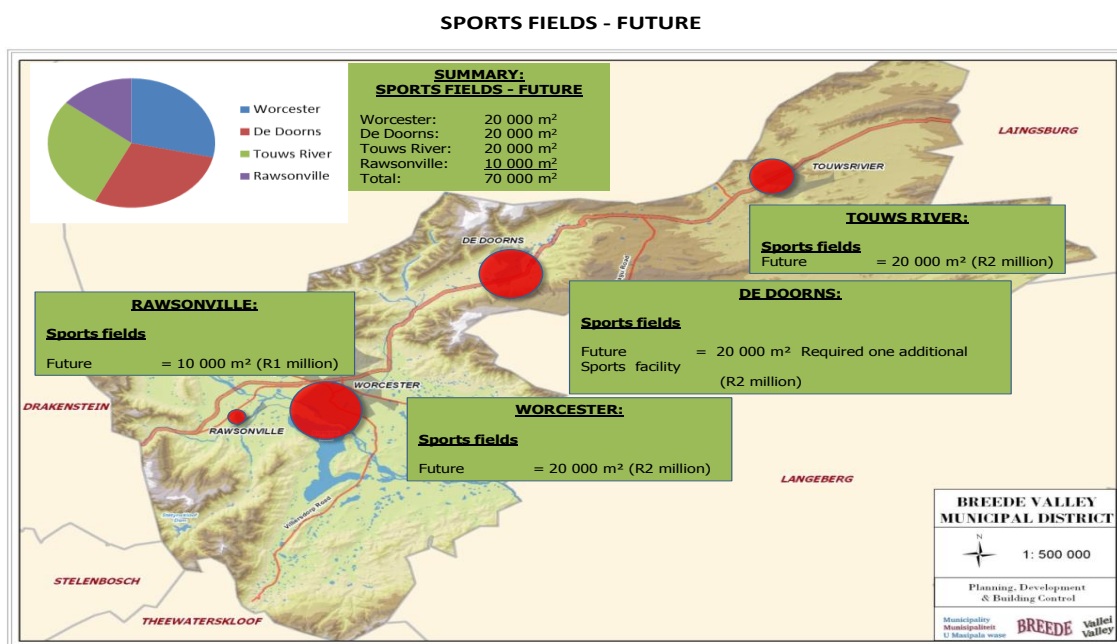 SPORTS FIELDS - FUTURE
Worcester
De Doorns
Touws River
Rawsonville
SUMMARY:
SPORTS FIELDS - FUTURE
Worcester: 20 000 m²
De Doorns: 20 000 m²
Touws River: 20 000 m²
Rawsonville: 10 000 m²
Total: 70 000 m²
LAINGSBURG
TOUWSRIVIER
TOUWS RIVER:
Sports fields
Future = 20 000 m² (R2 million)
DE DOORNS
DE DOORNS:
Sports fields
Future = 20 000 m² Required one additional
Sports facility
(R2 million)
RAWSONVILLE:
Sports fields
Future = 10 000 m² (R1 million)
WORCESTER
DRAKENSTEIN
RAWSONVILLE
WORCESTER:
Sports fields
Future = 20 000 m² (R2 million)
LANGEBERG
Villiersdorp Road
STELENBOSCH
THEEWATERSKLOOF
BREEDE VALLEY
MUNICIPAL DISTRICT
N
1: 500 000
Planning, Development
& Building Control
Municipality
Munisipaliteit
U Masipala wase
BREEDE
Vallei
Valley